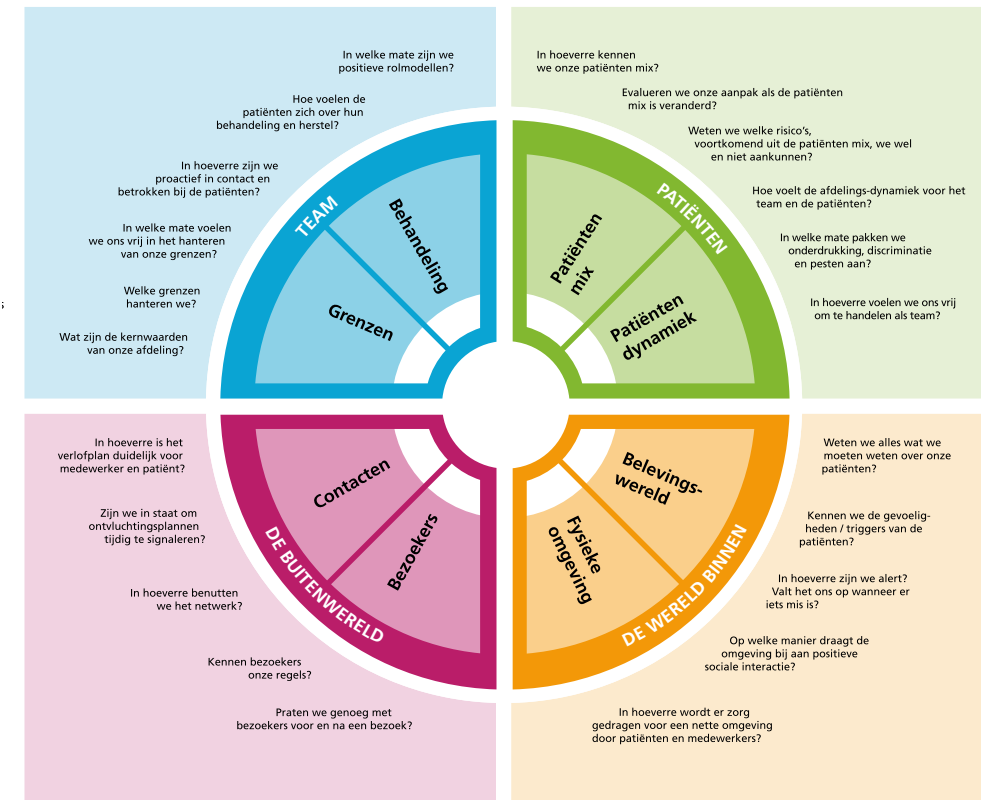 In welke mate zijn we
positieve rolmodellen?
Hoe voelen de
patiënten zich over hun
behandeling en herstel?
In hoeverre zijn we
proactief in contact en
betrokken bij de patiënten?
In welke mate voelen
we ons vrij in het hanteren
van onze grenzen?
Welke grenzen
hanteren we?
Wat zijn de kernwaarden
van onze afdeling?
TEAM
Behandeling
Grenzen
In hoeverre kennen
we onze patiënten mix?
Evalueren we onze aanpak als de patiënten
mix is veranderd?
Weten we welke risico's,
voortkomend uit de patiënten mix, we wel
en niet aankunnen?
Hoe voelt de afdelings-dynamiek voor het
team en de patiënten?
In welke mate pakken we
onderdrukking, discriminatie
en pesten aan?
In hoeverre voelen we ons vrij
om te handelen als team?
PATIËNTEN
Patiënten
mix
Patiënten
dynamiek
In hoeverre is het
verlofplan duidelijk voor
medewerker en patiënt?
Zijn we in staat om
ontvluchtingsplannen
tijdig te signaleren?
In hoeverre benutten
we het netwerk?
Kennen bezoekers
onze regels?
Praten we genoeg met
bezoekers voor en na een bezoek?
DE BUITENWERELD
Contacten
Bezoekers
Weten we alles wat we
moeten weten over onze
patiënten?
Kennen we de gevoelig-
heden / triggers van de
patiënten?
In hoeverre zijn we alert?
Valt het ons op wanneer er
iets mis is?
Op welke manier draagt de
omgeving bij aan positieve
sociale interactie?
In hoeverre wordt er zorg
gedragen voor een nette omgeving
door patiënten en medewerkers?
DE WERELD BINNEN
Belevings-
wereld
Fysieke
omgeving